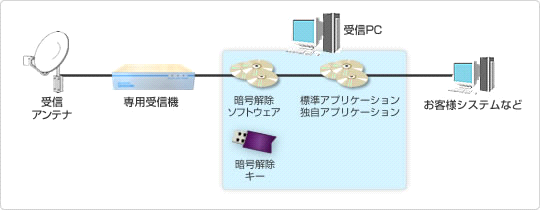 受信PC
受信
アンテナ
専用受信機
暗号解除
ソフトウェア
標準アプリケーション
独自アプリケーション
お客様システムなど
暗号解除
キー